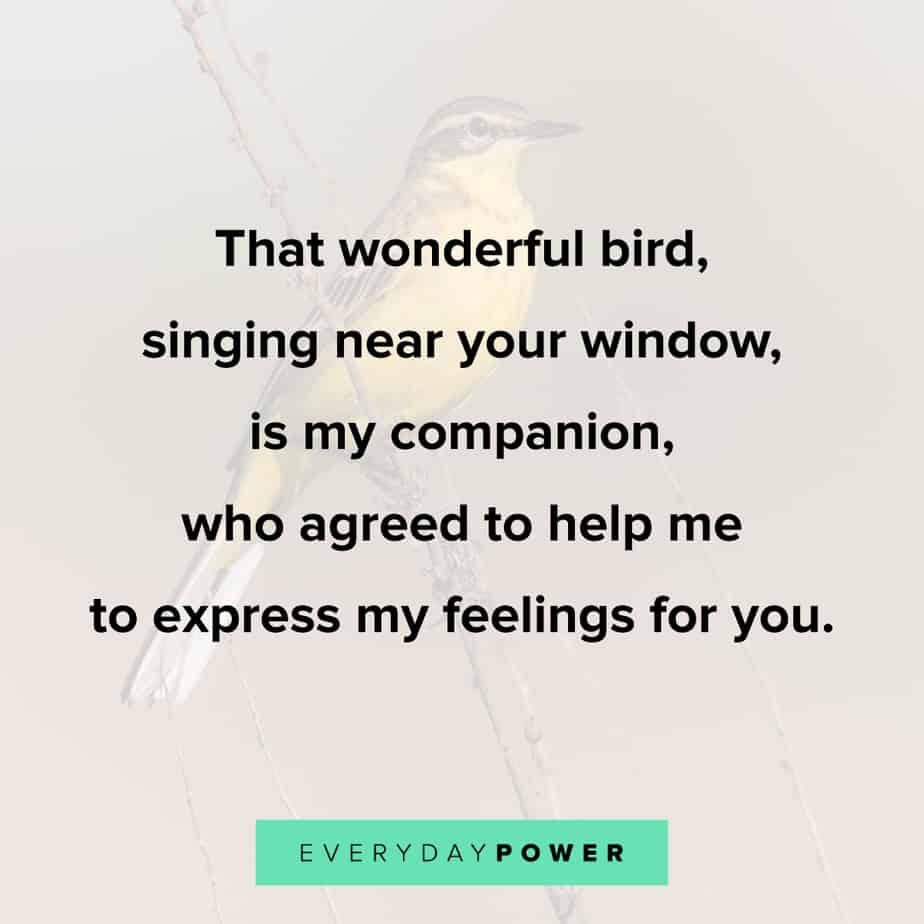 That wonderful bird,
singing near your window,
is my companion,
who agreed to help me
to express my feelings for you.
EVERYDAYPOWER